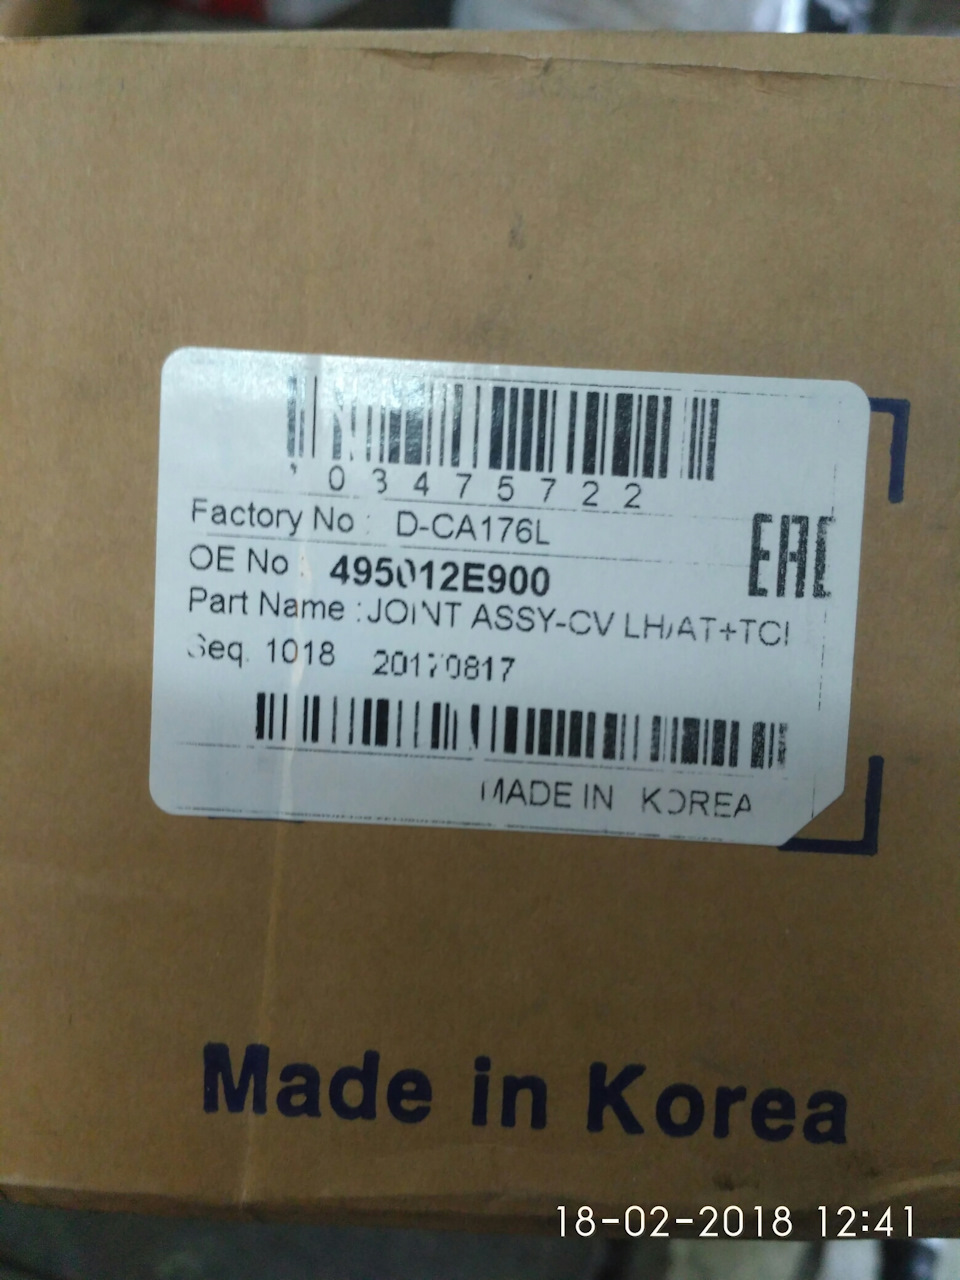 03475722
Factory No : D-CA176L
OE No : 495012E900
EAC
Part Name : JOINT ASSY-CV LH/AT+TCI
Seq. 1018 20170817
MADE IN KOREA
Made in Korea
18-02-2018 12:41